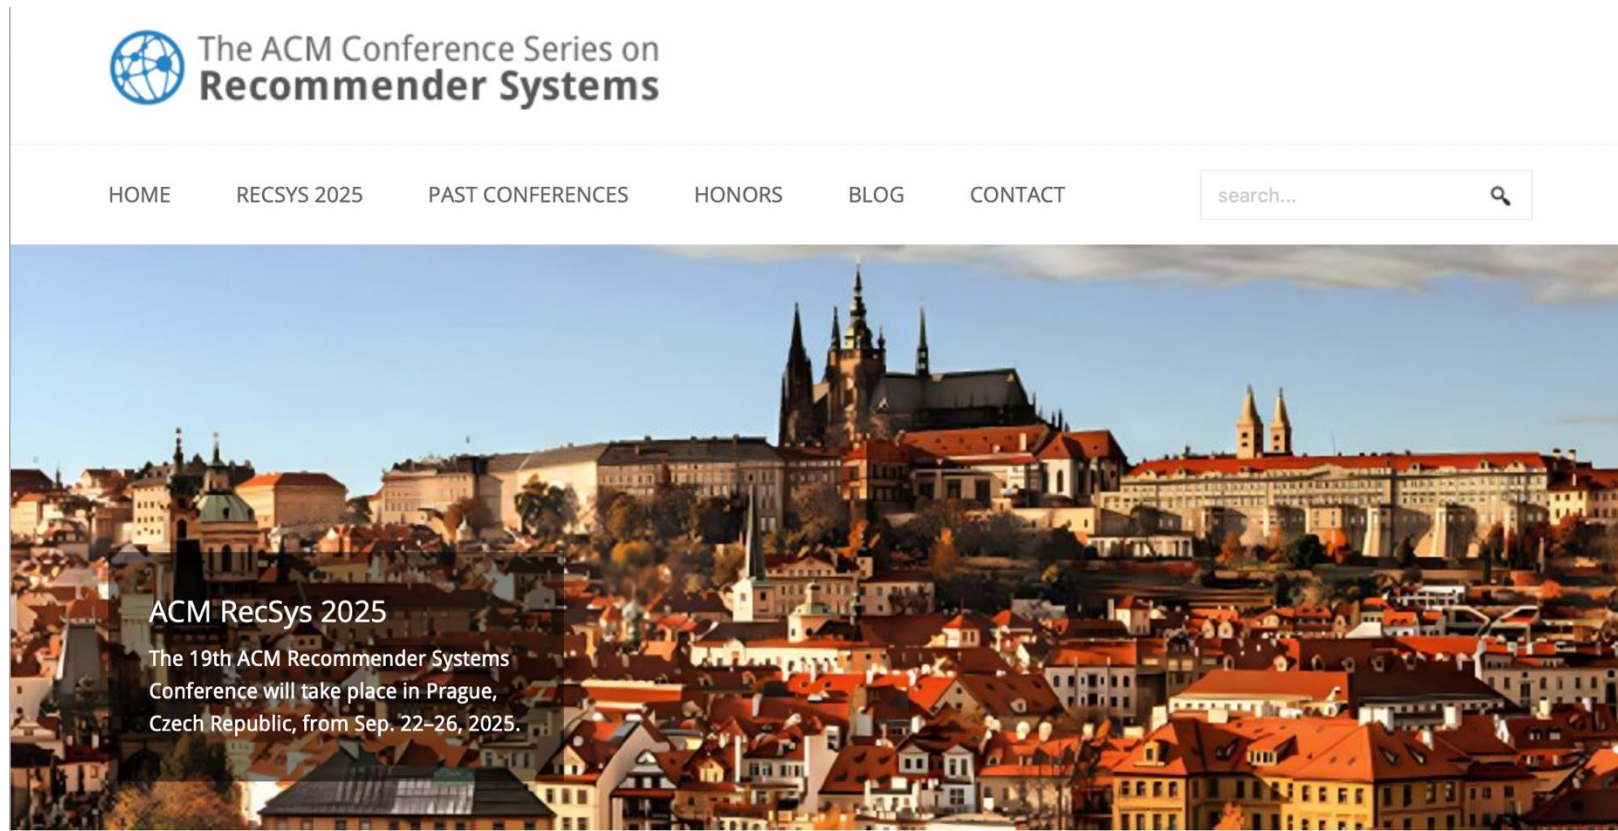 The ACM Conference Series on
Recommender Systems
HOME RECSYS 2025 PAST CONFERENCES HONORS BLOG CONTACT search...
ACM RecSys 2025
The 19th ACM Recommender Systems
Conference will take place in Prague,
Czech Republic, from Sep. 22–26, 2025.